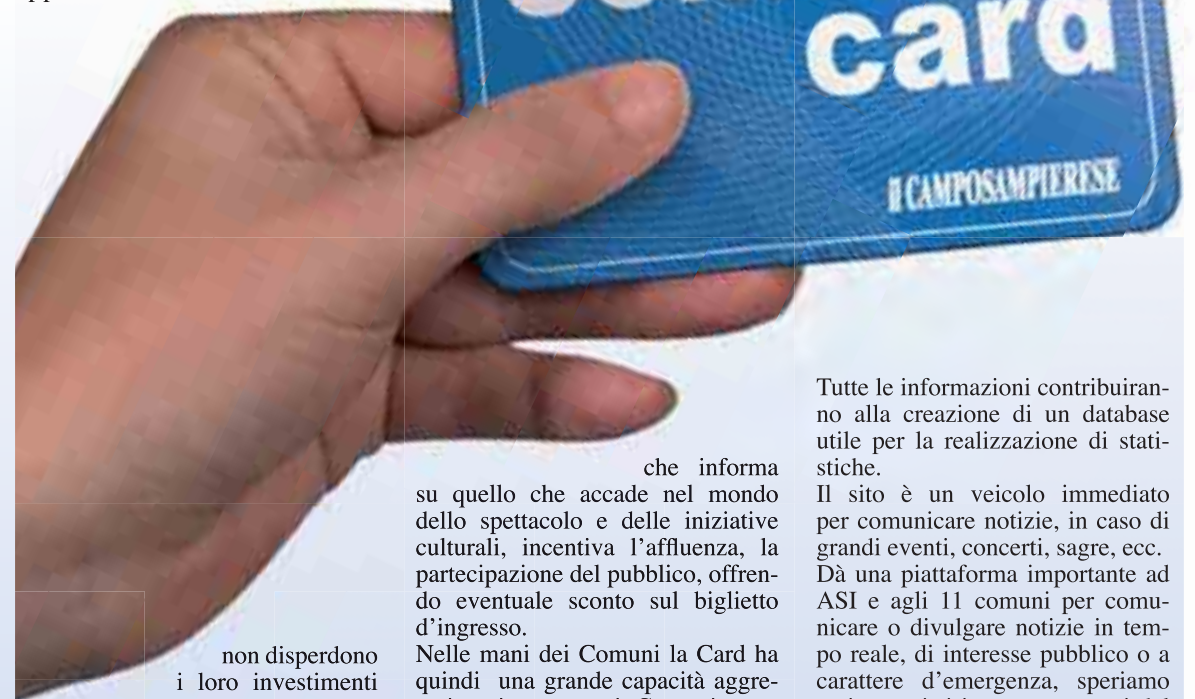 card
IL CAMPOSAMPIERESE
non disperdono
i loro investimenti
che informa
su quello che accade nel mondo
dello spettacolo e delle iniziative
culturali, incentiva l’affluenza, la
partecipazione del pubblico, offren-
do eventuale sconto sul biglietto
d’ingresso.
Nelle mani dei Comuni la Card ha
quindi una grande capacità aggre-
Tutte le informazioni contribuiran-
no alla creazione di un database
utile per la realizzazione di stati-
stiche.
Il sito è un veicolo immediato
per comunicare notizie, in caso di
grandi eventi, concerti, sagre, ecc.
Dà una piattaforma importante ad
ASI e agli 11 comuni per comu-
nicare o divulgare notizie in tem-
po reale, di interesse pubblico o a
carattere d’emergenza, speriamo